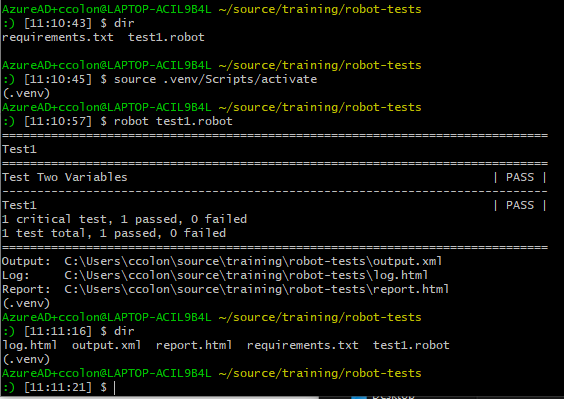 AzureAD+ccolon@LAPTOP-ACIL9B4L ~/source/training/robot-tests
:) [11:10:43] $ dir
requirements.txt  test1.robot
AzureAD+ccolon@LAPTOP-ACIL9B4L ~/source/training/robot-tests
:) [11:10:45] $ source .venv/Scripts/activate
(.venv)
AzureAD+ccolon@LAPTOP-ACIL9B4L ~/source/training/robot-tests
:) [11:10:57] $ robot test1.robot
==============================================================================
Test1
==============================================================================
Test Two Variables                                                    | PASS |
------------------------------------------------------------------------------
Test1                                                                 | PASS |
1 critical test, 1 passed, 0 failed
1 test total, 1 passed, 0 failed
==============================================================================
Output:  C:\Users\ccolon\source\training\robot-tests\output.xml
Log:     C:\Users\ccolon\source\training\robot-tests\log.html
Report:  C:\Users\ccolon\source\training\robot-tests\report.html
(.venv)
AzureAD+ccolon@LAPTOP-ACIL9B4L ~/source/training/robot-tests
:) [11:11:16] $ dir
log.html  output.xml  report.html  requirements.txt  test1.robot
(.venv)
AzureAD+ccolon@LAPTOP-ACIL9B4L ~/source/training/robot-tests
:) [11:11:21] $